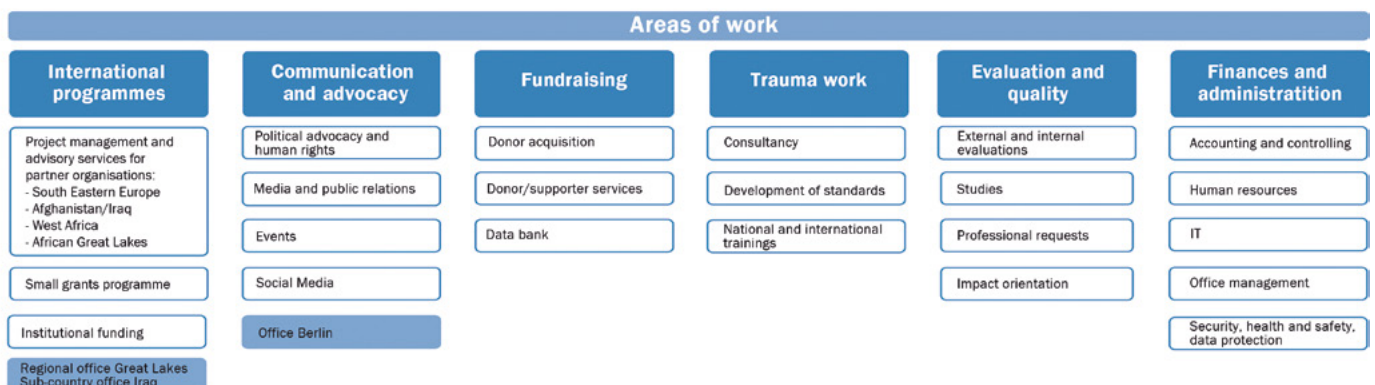 Areas of work
International
programmes
Project management and
advisory services for
partner organisations:
- South Eastern Europe
- Afghanistan/Iraq
- West Africa
- African Great Lakes
Small grants programme
Institutional funding
Regional office Great Lakes
Sub-country office Iraq
Communication
and advocacy
Political advocacy and
human rights
Media and public relations
Events
Social Media
Office Berlin
Fundraising
Donor acquisition
Donor/supporter services
Data bank
Trauma work
Consultancy
Development of standards
National and international
trainings
Evaluation and
quality
External and internal
evaluations
Studies
Professional requests
Impact orientation
Finances and
administratition
Accounting and controlling
Human resources
IT
Office management
Security, health and safety,
data protection